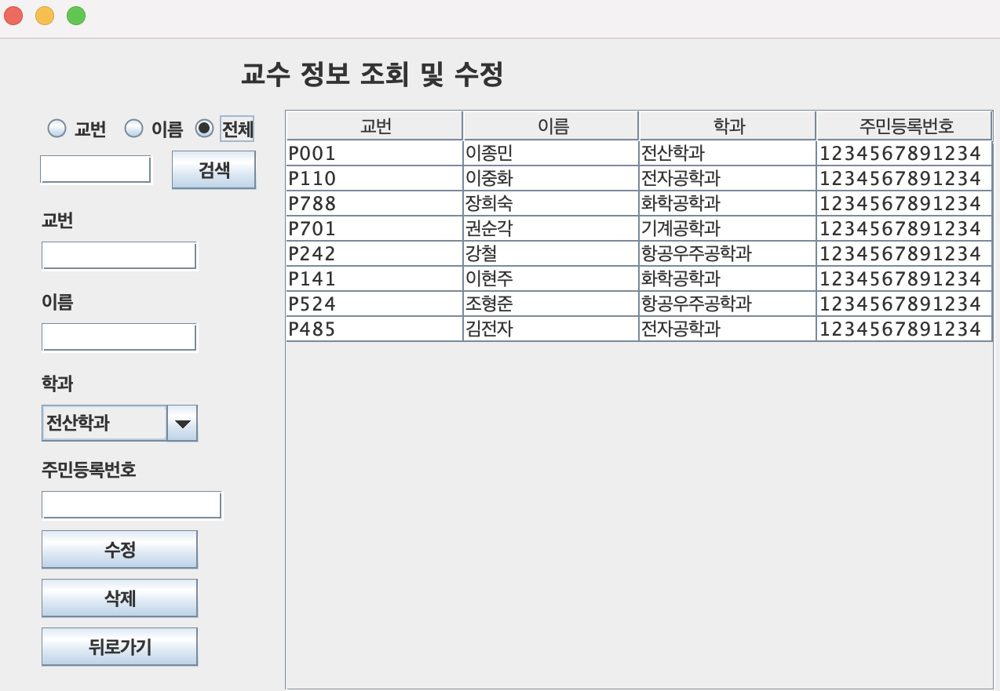 교수 정보 조회 및 수정
교번 이름 전체
검색
교번
이름
학과
전산학과
주민등록번호
수정
삭제
뒤로가기
교번 이름 학과 주민등록번호
P001 이종민 전산학과 1234567891234
P110 이중화 전자공학과 1234567891234
P788 장희숙 화학공학과 1234567891234
P701 권순각 기계공학과 1234567891234
P242 강철 항공우주공학과 1234567891234
P141 이현주 화학공학과 1234567891234
P524 조형준 항공우주공학과 1234567891234
P485 김전자 전자공학과 1234567891234